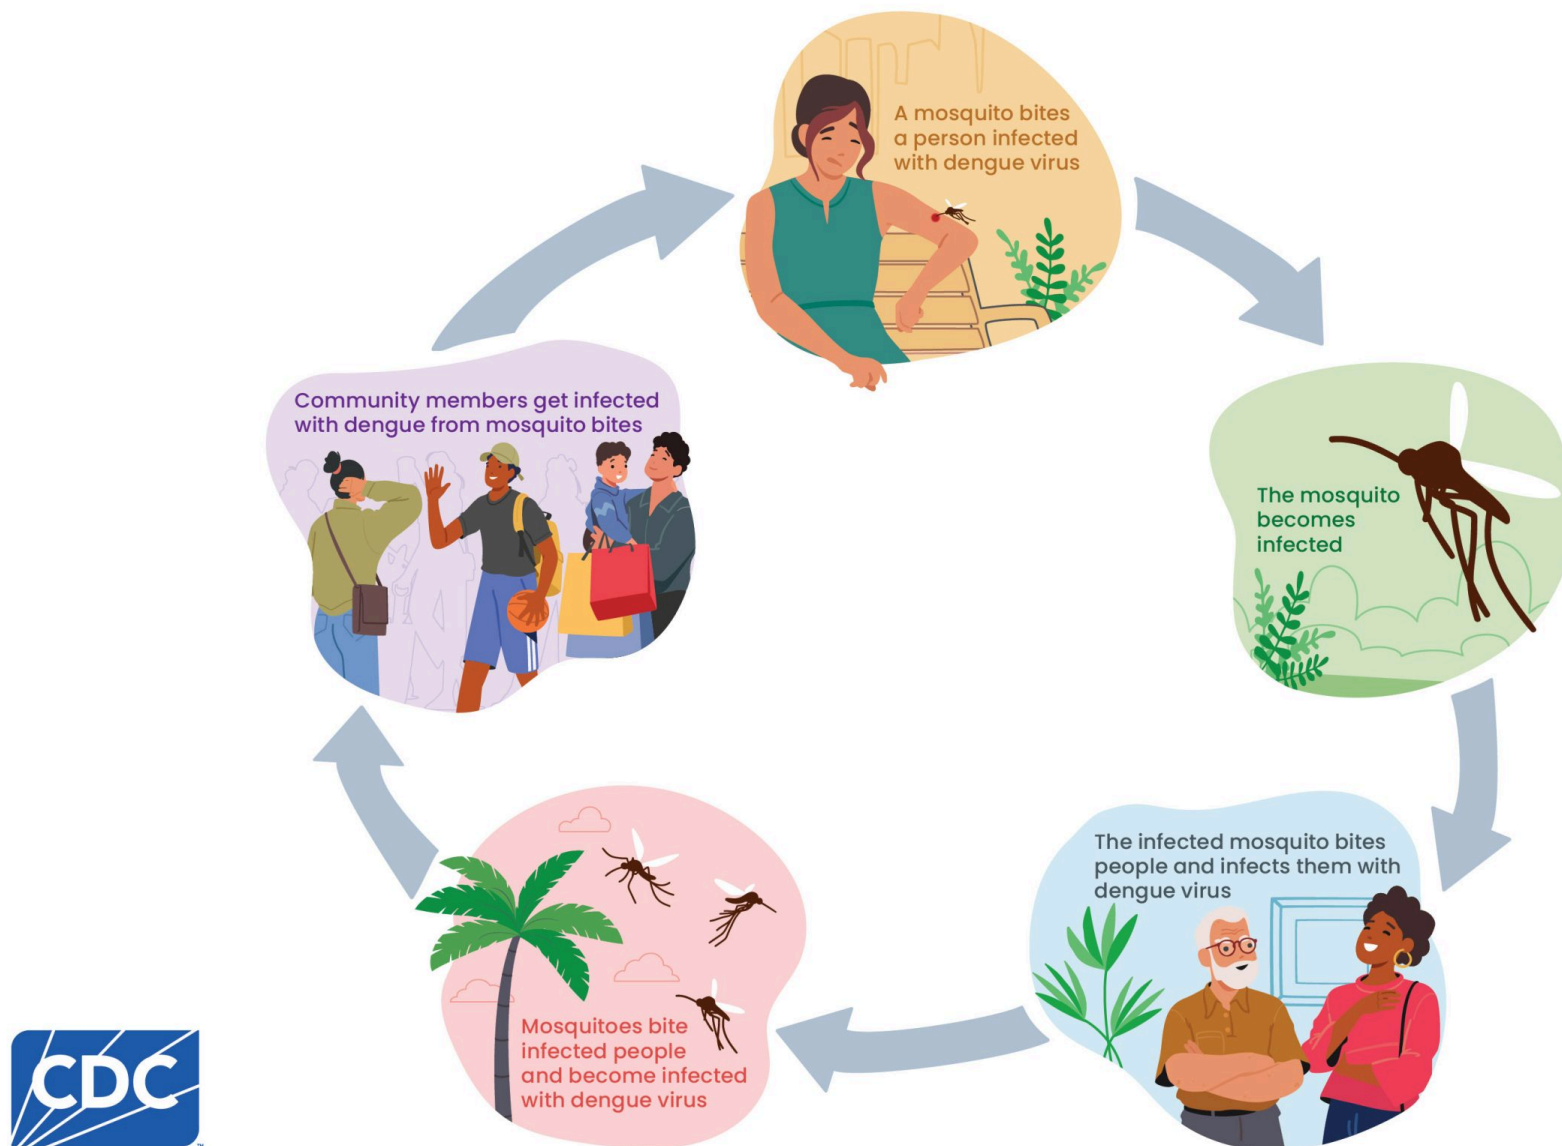 A mosquito bites
a person infected
with dengue virus
The mosquito
becomes
infected
The infected mosquito bites
people and infects them with
dengue virus
Mosquitoes bite
infected people
and become infected
with dengue virus
Community members get infected
with dengue from mosquito bites
CDC
™